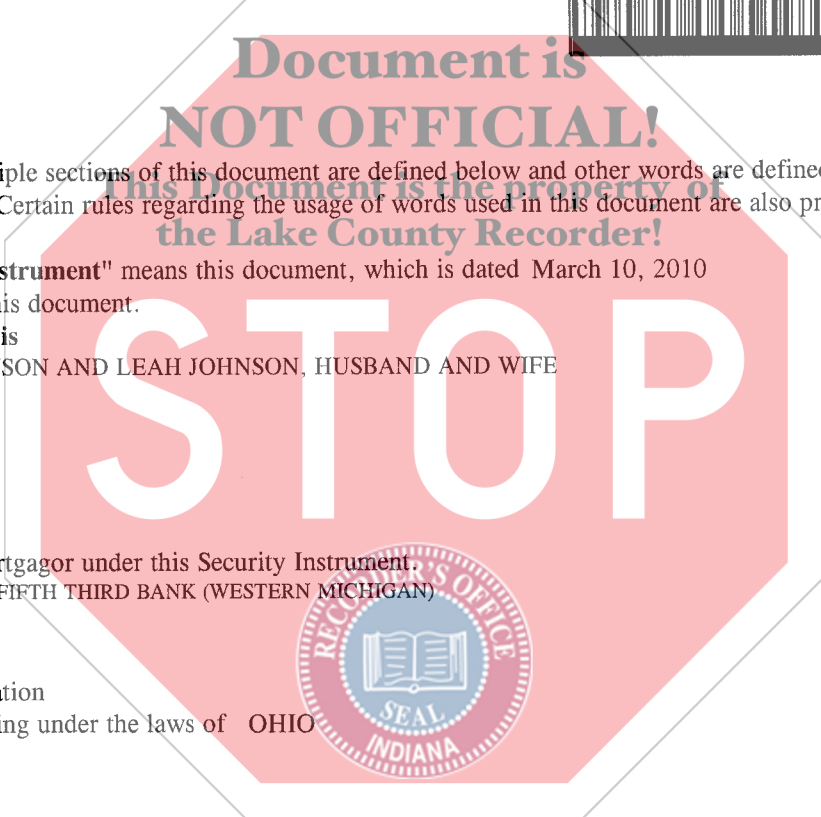 Document is
NOT OFFICIAL!
iple sections of this document are defined below and other words are defined
This Document is the property of
Certain rules regarding the usage of words used in this document are also pr
the Lake County Recorder!
strument" means this document, which is dated March 10, 2010
his document.
is
SON AND LEAH JOHNSON, HUSBAND AND WIFE
STOP
rtgagor under this Security Instrument.
FIFTH THIRD BANK (WESTERN MICHIGAN)
RECORDER'S OFFICE
tion
SEAL
ing under the laws of OHIO
INDIANA